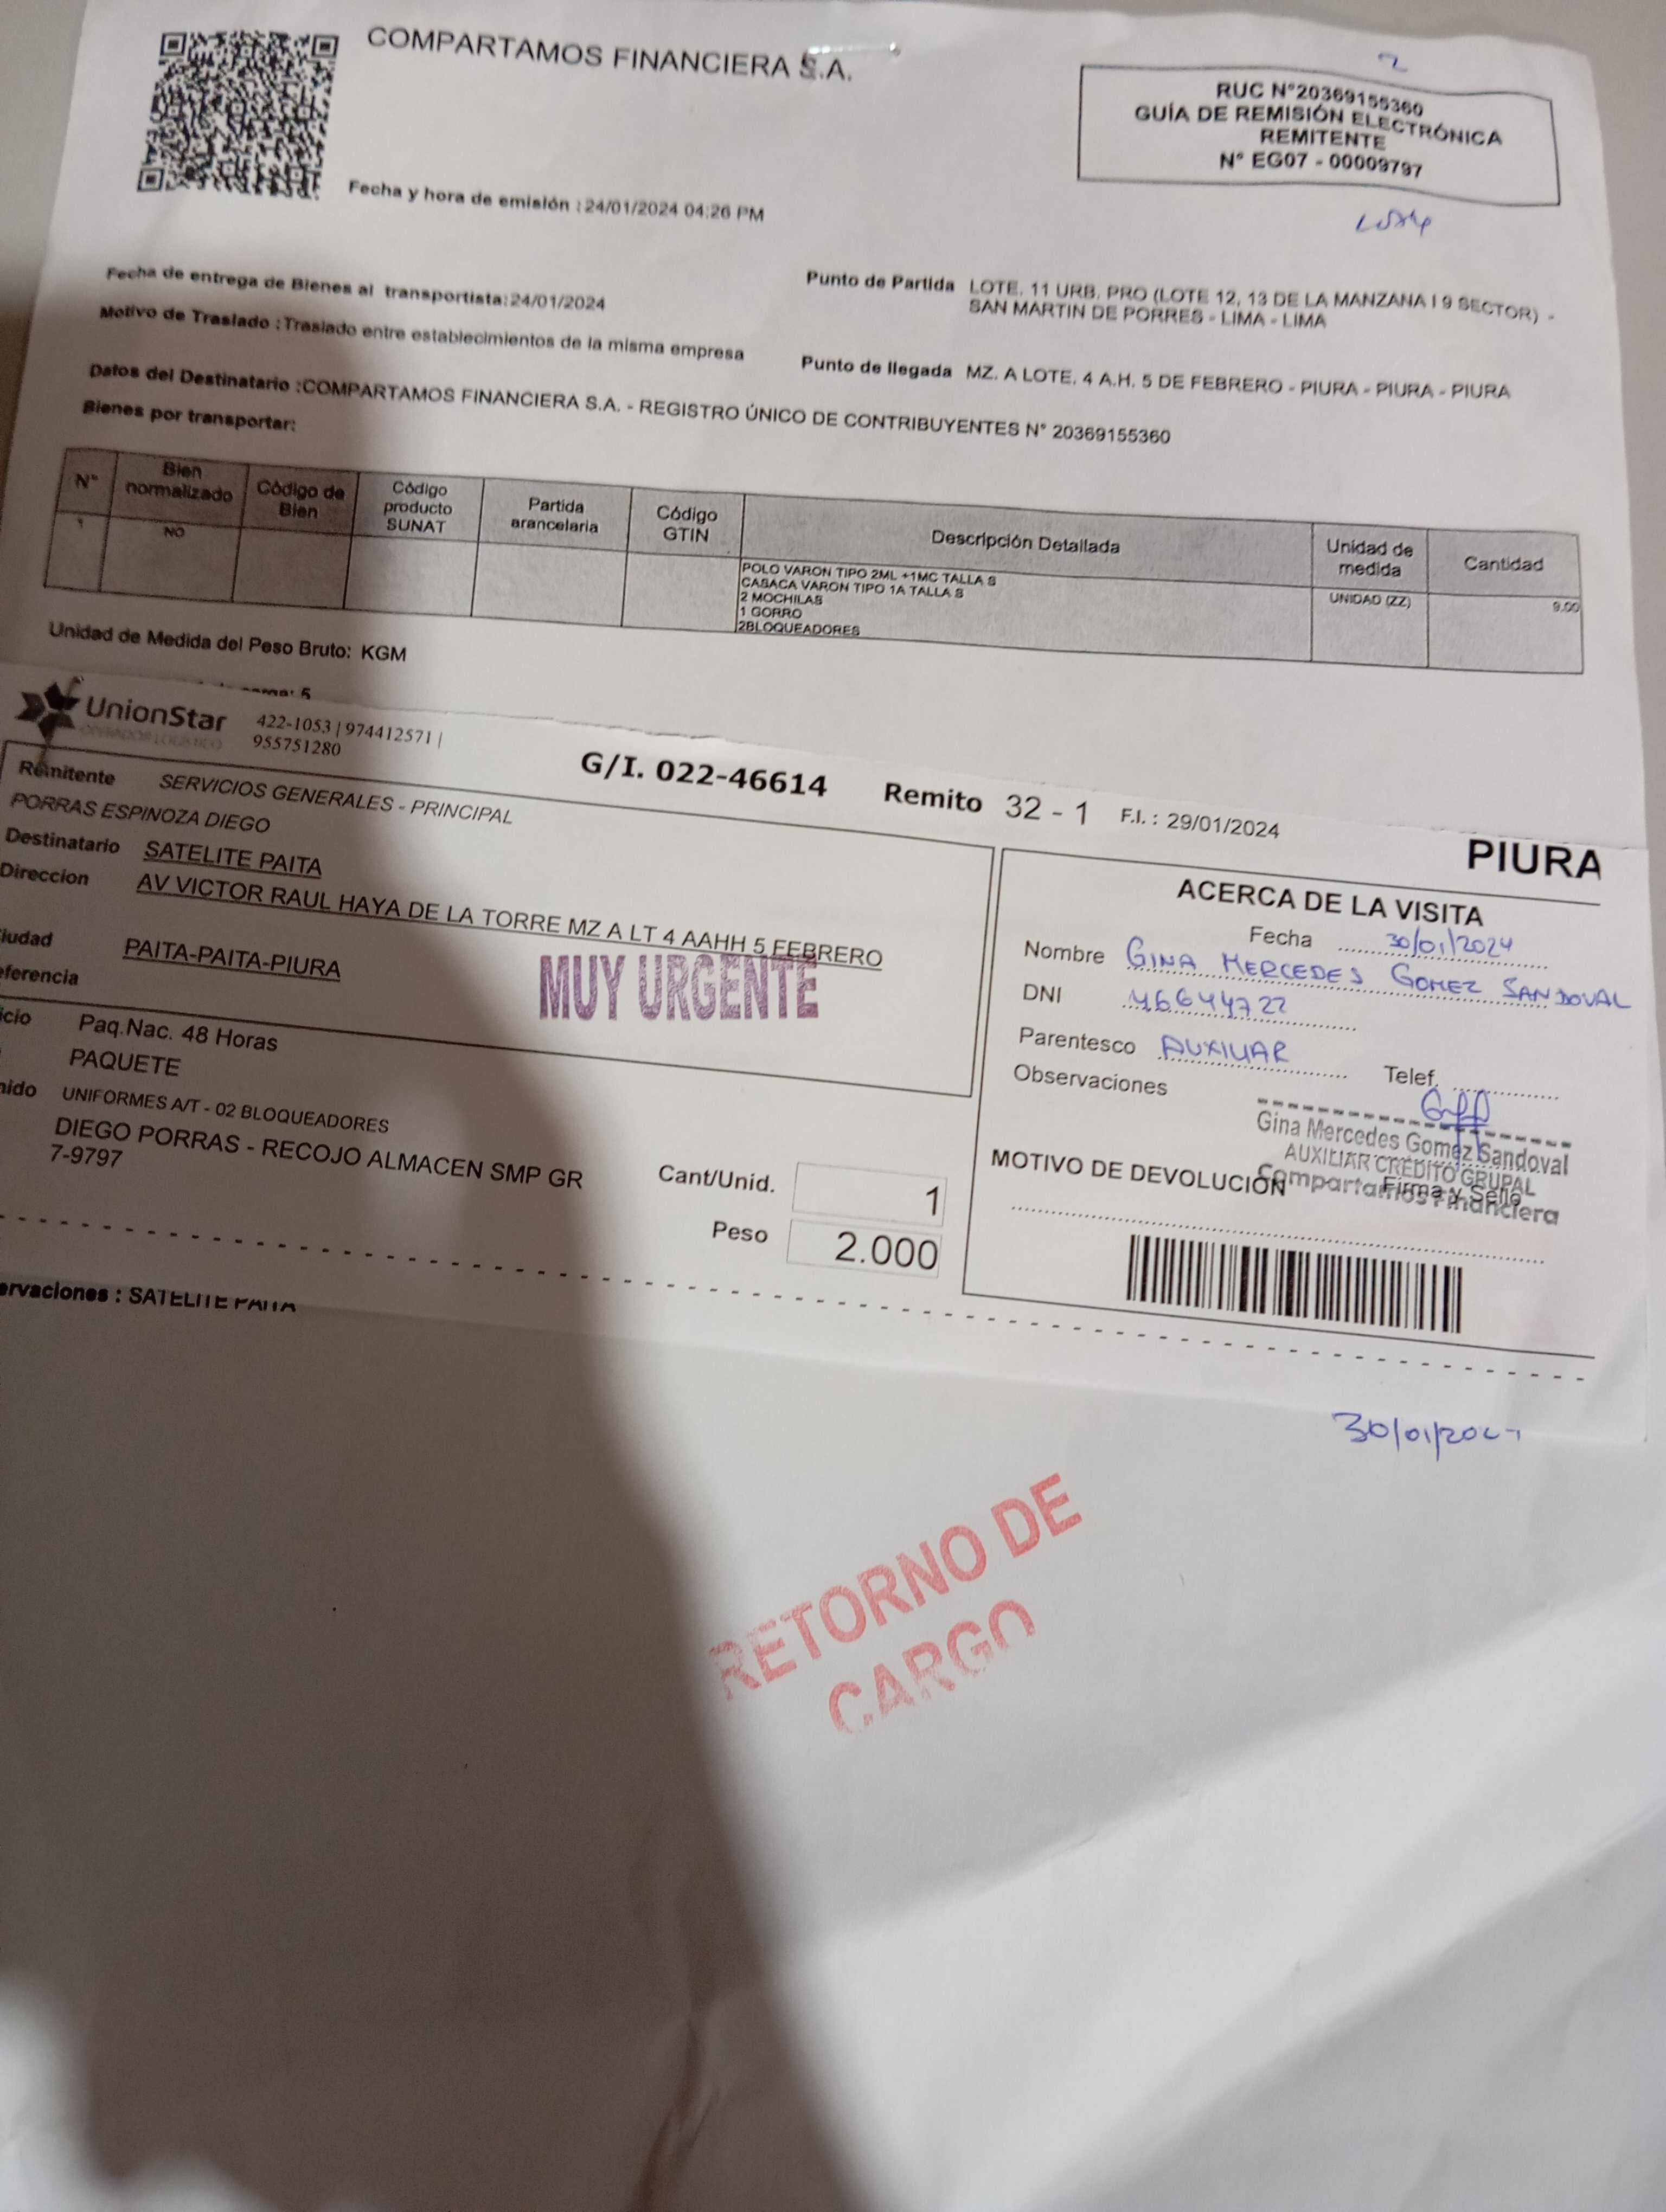 COMPARTAMOS FINANCIERA S.A.
RUC N°20369155360
GUÍA DE REMISIÓN ELECTRÓNICA
REMITENTE
N° EG07 - 00009797
Fecha y hora de emisión : 24/01/2024 04:26 PM
Fecha de entrega de Bienes al transportista:24/01/2024
Motivo de Traslado :Traslado entre establecimientos de la misma empresa
Punto de Partida LOTE. 11 URB. PRO (LOTE 12, 13 DE LA MANZANA I 9 SECTOR) -
SAN MARTIN DE PORRES - LIMA - LIMA
Punto de llegada MZ. A LOTE. 4 A.H. 5 DE FEBRERO - PIURA - PIURA - PIURA
Datos del Destinatario :COMPARTAMOS FINANCIERA S.A. - REGISTRO ÚNICO DE CONTRIBUYENTES N° 20369155360
Bienes por transportar:
N° Bien normalizado Código de Bien Código producto SUNAT Partida arancelaria Código GTIN Descripción Detallada Unidad de medida Cantidad
1 NO POLO VARON TIPO 2ML +1MC TALLA S UNIDAD (ZZ) 9.00
CASACA VARON TIPO 1A TALLA S
2 MOCHILAS
1 GORRO
2BLOQUEADORES
Unidad de Medida del Peso Bruto: KGM
UnionStar
OPERADOR LOGISTICO
422-1053 | 974412571 |
955751280
G/I. 022-46614 Remito 32 - 1 F.I. : 29/01/2024
PIURA
Remitente SERVICIOS GENERALES - PRINCIPAL
PORRAS ESPINOZA DIEGO
Destinatario SATELITE PAITA
Direccion AV VICTOR RAUL HAYA DE LA TORRE MZ A LT 4 AAHH 5 FEBRERO
iudad PAITA-PAITA-PIURA
eferencia
MUY URGENTE
icio Paq.Nac. 48 Horas
PAQUETE
nido UNIFORMES A/T - 02 BLOQUEADORES
DIEGO PORRAS - RECOJO ALMACEN SMP GR
7-9797
Cant/Unid. 1
Peso 2.000
ervaciones : SATELITE PAITA
ACERCA DE LA VISITA
Fecha 30/01/2024
Nombre GINA MERCEDES GOMEZ SANDOVAL
DNI 46644722
Parentesco AUXILIAR Telef.
Observaciones
Gina Mercedes Gomez Sandoval
AUXILIAR CREDITO GRUPAL
Compartamos Financiera
Firma y Sello
MOTIVO DE DEVOLUCIÓN
RETORNO DE
CARGO